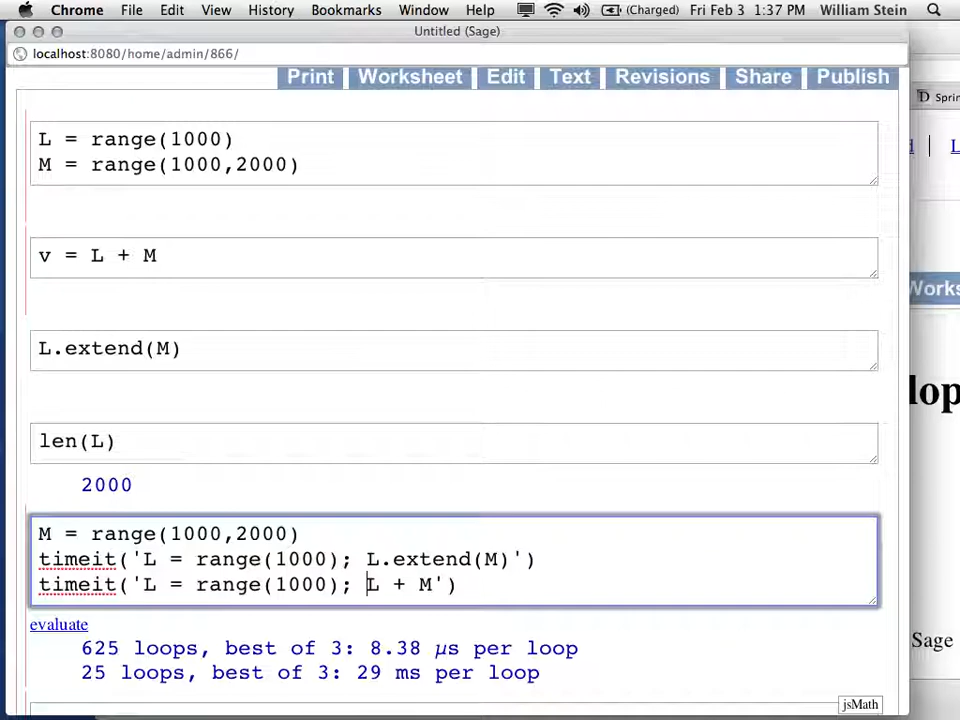 Chrome File Edit View History Bookmarks Window Help (Charged) Fri Feb 3 1:37 PM William Stein
Untitled (Sage)
localhost:8080/home/admin/866/
Print Worksheet Edit Text Revisions Share Publish
L = range(1000)
M = range(1000,2000)
v = L + M
L.extend(M)
len(L)
2000
M = range(1000,2000)
timeit('L = range(1000); L.extend(M)')
timeit('L = range(1000); L + M')
evaluate
625 loops, best of 3: 8.38 µs per loop
25 loops, best of 3: 29 ms per loop
jsMath
Sage